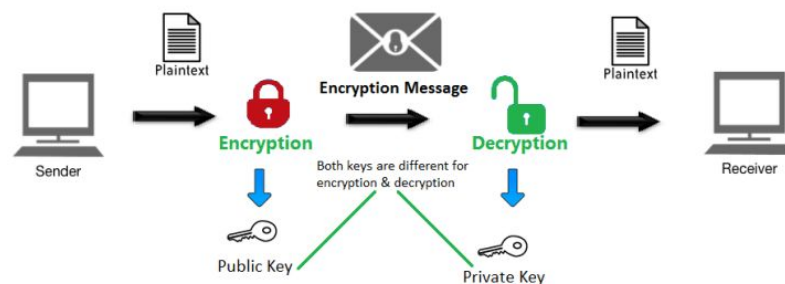 Plaintext
Plaintext
Encryption Message
Encryption
Decryption
Sender
Both keys are different for
encryption & decryption
Receiver
Public Key
Private Key